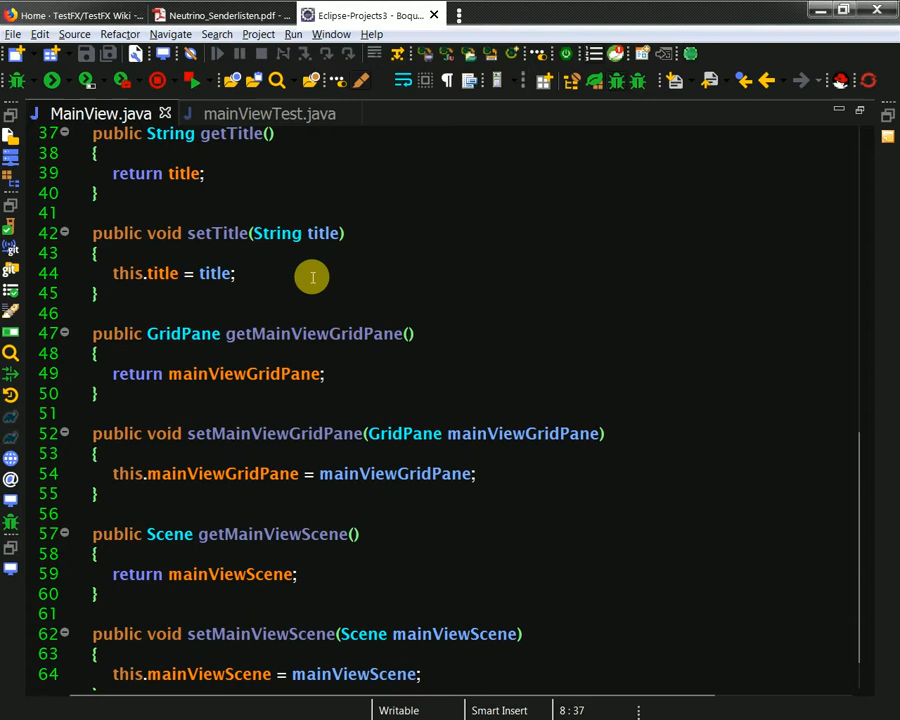 Home · TestFX/TestFX Wiki -...
Neutrino_Senderlisten.pdf - ...
Eclipse-Projects3 - Boqu...
File Edit Source Refactor Navigate Search Project Run Window Help
MainView.java
mainViewTest.java
37 public String getTitle()
38 {
39 return title;
40 }
41
42 public void setTitle(String title)
43 {
44 this.title = title;
45 }
46
47 public GridPane getMainViewGridPane()
48 {
49 return mainViewGridPane;
50 }
51
52 public void setMainViewGridPane(GridPane mainViewGridPane)
53 {
54 this.mainViewGridPane = mainViewGridPane;
55 }
56
57 public Scene getMainViewScene()
58 {
59 return mainViewScene;
60 }
61
62 public void setMainViewScene(Scene mainViewScene)
63 {
64 this.mainViewScene = mainViewScene;
Writable Smart Insert 8 : 37